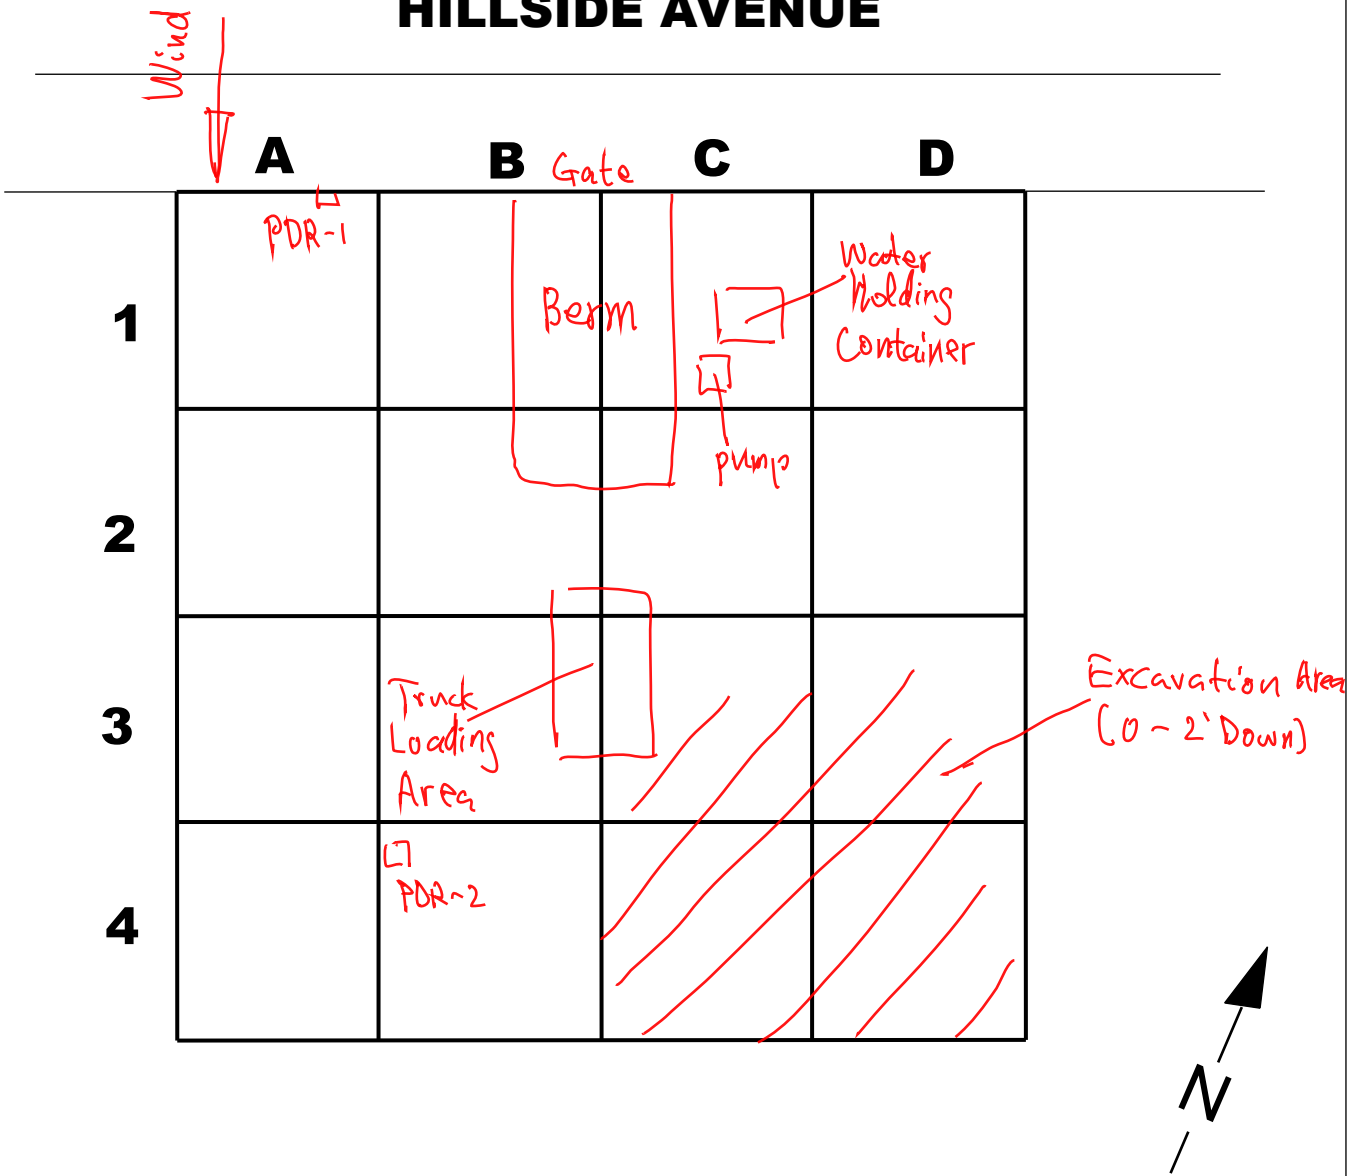 HILLSIDE AVENUE
Wind
A
B
Gate
C
D
PDR-1
1
Berm
Water
Holding
Container
pump
2
3
Truck
Loading
Area
Excavation Area
(0 - 2' Down)
4
PDR-2
N